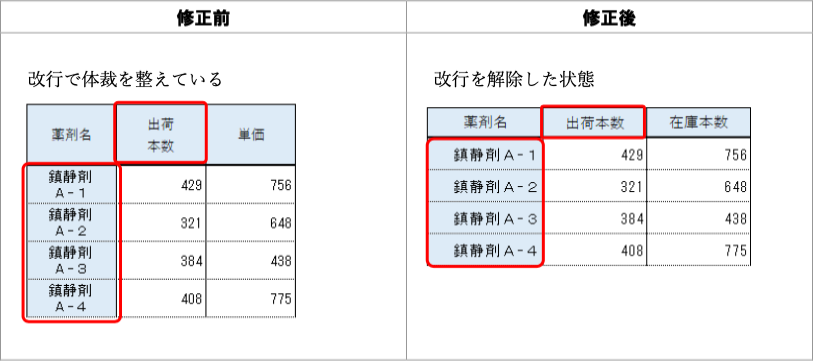 修正前
修正後
改行で体裁を整えている
薬剤名
出荷
本数
単価
鎮静剤
A-1
429
756
鎮静剤
A-2
321
648
鎮静剤
A-3
384
438
鎮静剤
A-4
408
775
改行を解除した状態
薬剤名 出荷本数 在庫本数
鎮静剤A-1 429 756
鎮静剤A-2 321 648
鎮静剤A-3 384 438
鎮静剤A-4 408 775